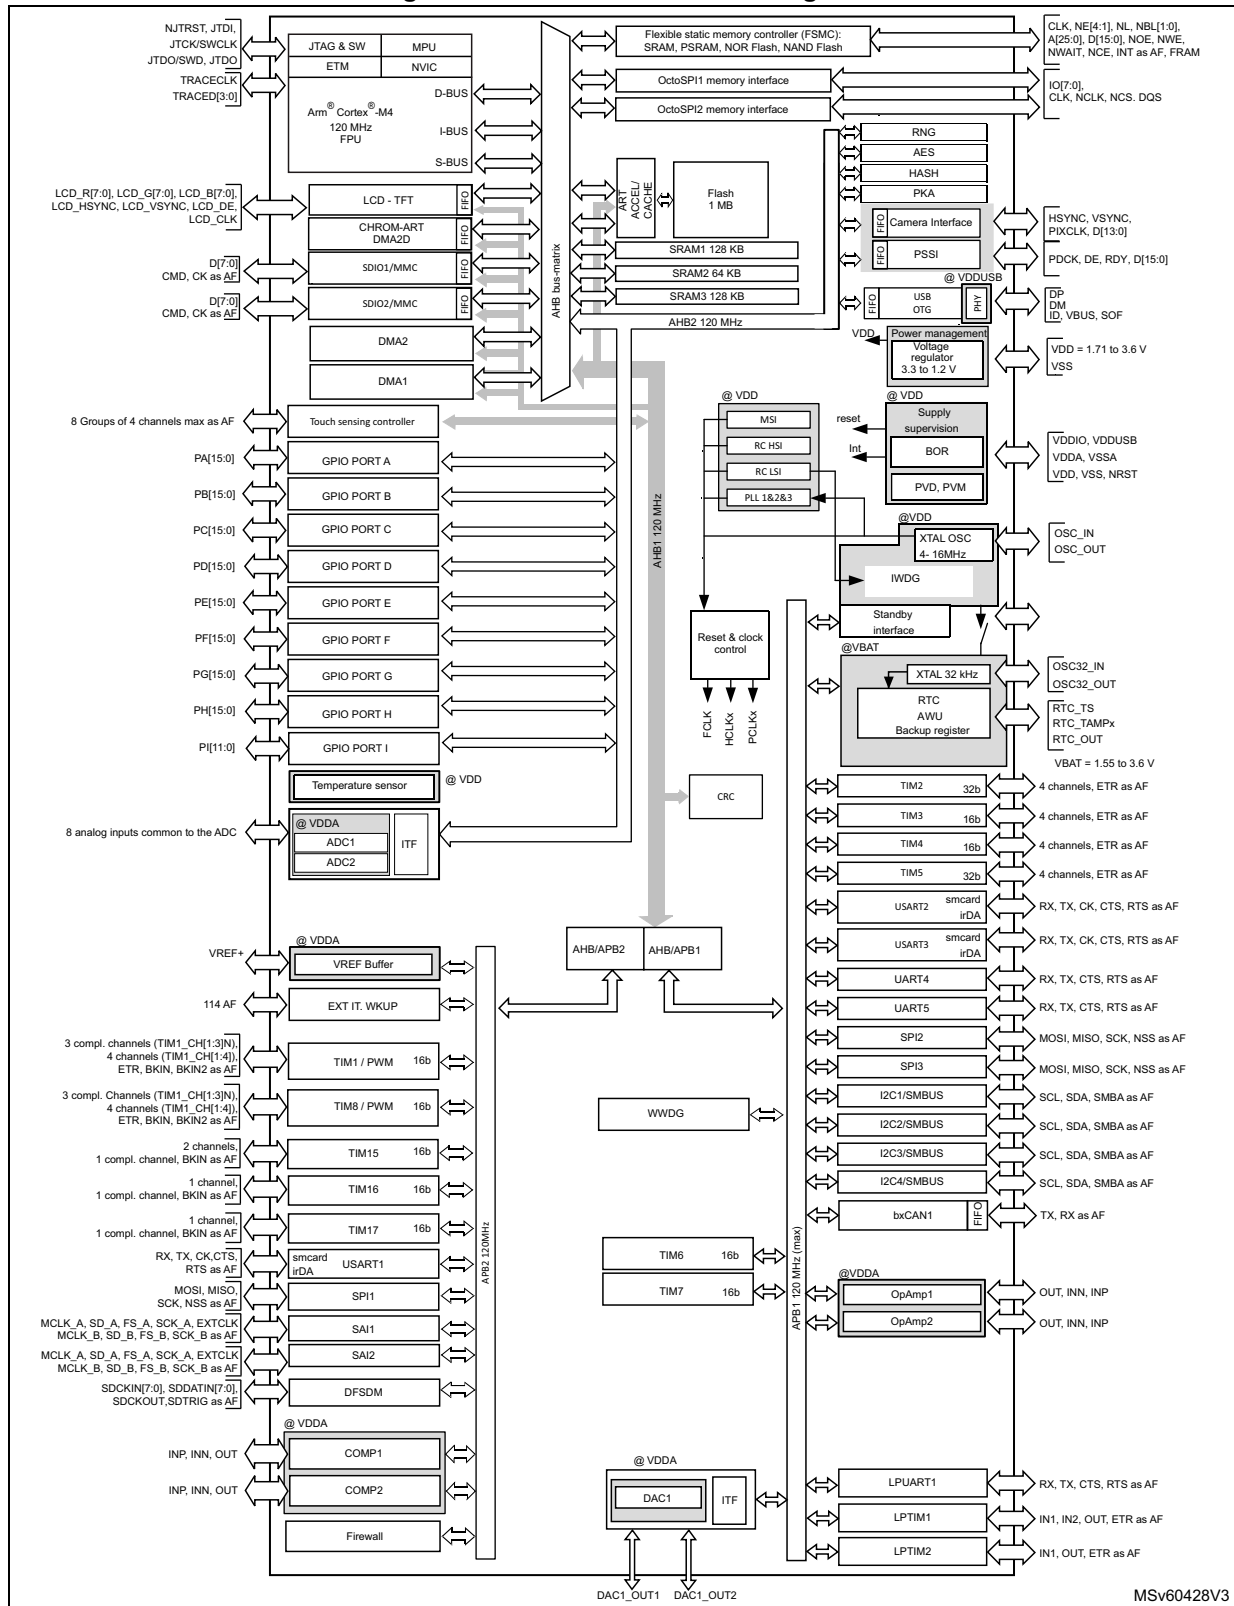 NJTRST, JTDI,
JTCK/SWCLK
JTDO/SWD, JTDO
TRACECLK
TRACED[3:0]
JTAG & SW
MPU
ETM
NVIC
Arm® Cortex®-M4
120 MHz
FPU
D-BUS
I-BUS
S-BUS
AHB bus-matrix
Flexible static memory controller (FSMC):
SRAM, PSRAM, NOR Flash, NAND Flash
CLK, NE[4:1], NL, NBL[1:0],
A[25:0], D[15:0], NOE, NWE,
NWAIT, NCE, INT as AF, FRAM
OctoSPI1 memory interface
OctoSPI2 memory interface
IO[7:0],
CLK, NCLK, NCS. DQS
RNG
AES
HASH
PKA
FIFO
Camera Interface
HSYNC, VSYNC,
PIXCLK, D[13:0]
FIFO
PSSI
PDCK, DE, RDY, D[15:0]
@ VDDUSB
FIFO
USB
OTG
PHY
DP
DM
ID, VBUS, SOF
ART
ACCEL/
CACHE
Flash
1 MB
SRAM1 128 KB
SRAM2 64 KB
SRAM3 128 KB
AHB2 120 MHz
LCD_R[7:0], LCD_G[7:0], LCD_B[7:0],
LCD_HSYNC, LCD_VSYNC, LCD_DE,
LCD_CLK
LCD - TFT
FIFO
CHROM-ART
DMA2D
FIFO
D[7:0]
CMD, CK as AF
SDIO1/MMC
FIFO
D[7:0]
CMD, CK as AF
SDIO2/MMC
FIFO
DMA2
DMA1
VDD
Power management
Voltage
regulator
3.3 to 1.2 V
VDD = 1.71 to 3.6 V
VSS
@ VDD
MSI
RC HSI
RC LSI
PLL 1&2&3
@ VDD
reset
Int
Supply
supervision
BOR
PVD, PVM
VDDIO, VDDUSB
VDDA, VSSA
VDD, VSS, NRST
@VDD
XTAL OSC
4- 16MHz
IWDG
OSC_IN
OSC_OUT
Standby
interface
@VBAT
XTAL 32 kHz
RTC
AWU
Backup register
OSC32_IN
OSC32_OUT
RTC_TS
RTC_TAMPx
RTC_OUT
VBAT = 1.55 to 3.6 V
Reset & clock
control
FCLK
HCLKx
PCLKx
AHB1 120 MHz
CRC
8 Groups of 4 channels max as AF
Touch sensing controller
PA[15:0]
GPIO PORT A
PB[15:0]
GPIO PORT B
PC[15:0]
GPIO PORT C
PD[15:0]
GPIO PORT D
PE[15:0]
GPIO PORT E
PF[15:0]
GPIO PORT F
PG[15:0]
GPIO PORT G
PH[15:0]
GPIO PORT H
PI[11:0]
GPIO PORT I
Temperature sensor
@ VDD
8 analog inputs common to the ADC
@ VDDA
ADC1
ADC2
ITF
AHB/APB2
AHB/APB1
VREF+
@ VDDA
VREF Buffer
114 AF
EXT IT. WKUP
3 compl. channels (TIM1_CH[1:3]N),
4 channels (TIM1_CH[1:4]),
ETR, BKIN, BKIN2 as AF
TIM1 / PWM
16b
3 compl. Channels (TIM1_CH[1:3]N),
4 channels (TIM1_CH[1:4]),
ETR, BKIN, BKIN2 as AF
TIM8 / PWM
16b
2 channels,
1 compl. channel, BKIN as AF
TIM15
16b
1 channel,
1 compl. channel, BKIN as AF
TIM16
16b
1 channel,
1 compl. channel, BKIN as AF
TIM17
16b
RX, TX, CK,CTS,
RTS as AF
smcard
irDA
USART1
MOSI, MISO,
SCK, NSS as AF
SPI1
MCLK_A, SD_A, FS_A, SCK_A, EXTCLK
MCLK_B, SD_B, FS_B, SCK_B as AF
SAI1
MCLK_A, SD_A, FS_A, SCK_A, EXTCLK
MCLK_B, SD_B, FS_B, SCK_B as AF
SAI2
SDCKIN[7:0], SDDATIN[7:0],
SDCKOUT,SDTRIG as AF
DFSDM
@ VDDA
INP, INN, OUT
COMP1
INP, INN, OUT
COMP2
Firewall
APB2 120MHz
WWDG
TIM6
16b
TIM7
16b
@ VDDA
DAC1
ITF
DAC1_OUT1
DAC1_OUT2
APB1 120 MHz (max)
TIM2
32b
4 channels, ETR as AF
TIM3
16b
4 channels, ETR as AF
TIM4
16b
4 channels, ETR as AF
TIM5
32b
4 channels, ETR as AF
USART2
smcard
irDA
RX, TX, CK, CTS, RTS as AF
USART3
smcard
irDA
RX, TX, CK, CTS, RTS as AF
UART4
RX, TX, CTS, RTS as AF
UART5
RX, TX, CTS, RTS as AF
SPI2
MOSI, MISO, SCK, NSS as AF
SPI3
MOSI, MISO, SCK, NSS as AF
I2C1/SMBUS
SCL, SDA, SMBA as AF
I2C2/SMBUS
SCL, SDA, SMBA as AF
I2C3/SMBUS
SCL, SDA, SMBA as AF
I2C4/SMBUS
SCL, SDA, SMBA as AF
bxCAN1
FIFO
TX, RX as AF
@VDDA
OpAmp1
OUT, INN, INP
OpAmp2
OUT, INN, INP
LPUART1
RX, TX, CTS, RTS as AF
LPTIM1
IN1, IN2, OUT, ETR as AF
LPTIM2
IN1, OUT, ETR as AF
MSv60428V3